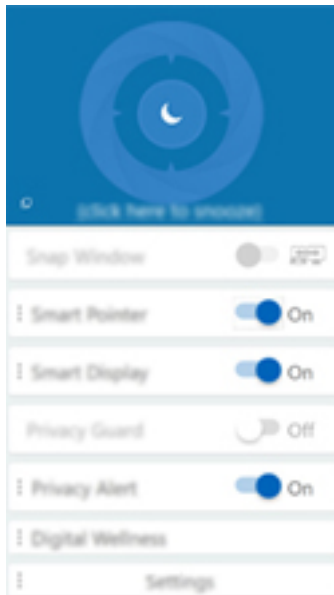 (click here to snooze)
Snap Window
Smart Pointer On
Smart Display On
Privacy Guard Off
Privacy Alert On
Digital Wellness
Settings